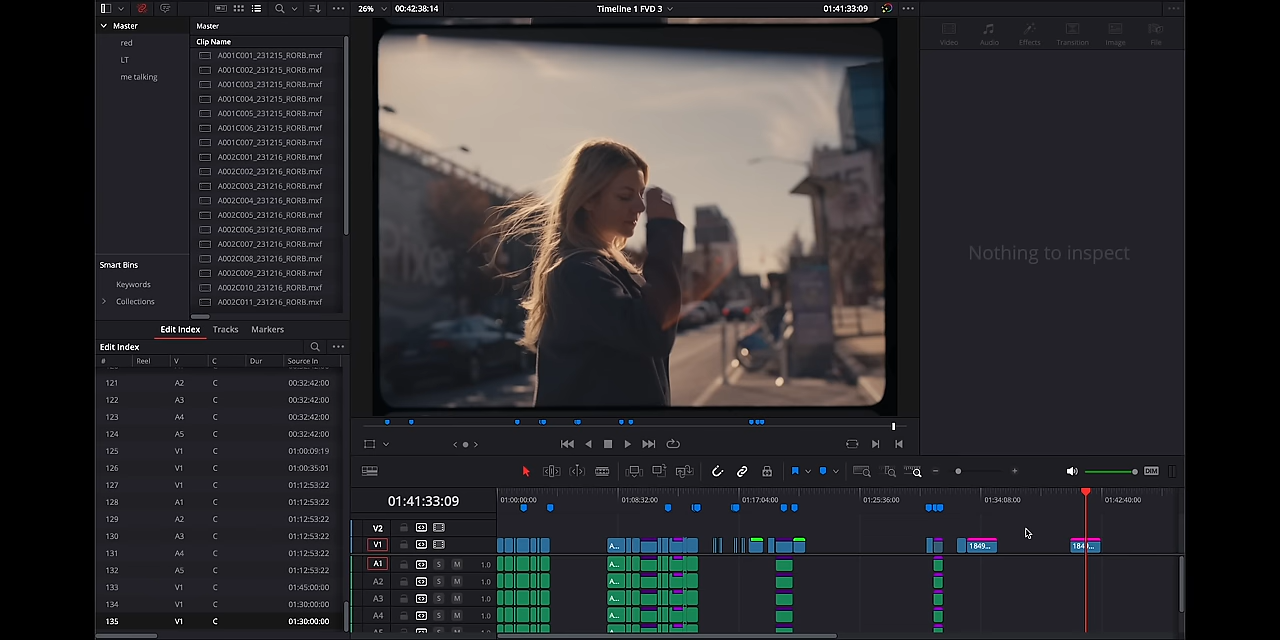 26%
00:42:38:14
Timeline 1 FVD 3
01:41:33:09
Master
red
LT
me talking
Master
Clip Name
A001C001_231215_RORB.mxf
A001C002_231215_RORB.mxf
A001C003_231215_RORB.mxf
A001C004_231215_RORB.mxf
A001C005_231215_RORB.mxf
A001C006_231215_RORB.mxf
A001C007_231215_RORB.mxf
A002C001_231216_RORB.mxf
A002C002_231216_RORB.mxf
A002C003_231216_RORB.mxf
A002C004_231216_RORB.mxf
A002C005_231216_RORB.mxf
A002C006_231216_RORB.mxf
A002C007_231216_RORB.mxf
A002C008_231216_RORB.mxf
A002C009_231216_RORB.mxf
A002C010_231216_RORB.mxf
A002C011_231216_RORB.mxf
Smart Bins
Keywords
Collections
Video Audio Effects Transition Image File
Nothing to inspect
Edit Index Tracks Markers
Edit Index
# Reel V C Dur Source In
121 A2 C 00:32:42:00
122 A3 C 00:32:42:00
123 A4 C 00:32:42:00
124 A5 C 00:32:42:00
125 V1 C 01:00:09:19
126 V1 C 01:00:35:01
127 V1 C 01:12:53:22
128 A1 C 01:12:53:22
129 A2 C 01:12:53:22
130 A3 C 01:12:53:22
131 A4 C 01:12:53:22
132 A5 C 01:12:53:22
133 V1 C 01:45:00:00
134 V1 C 01:30:00:00
135 V1 C 01:30:00:00
DIM
01:41:33:09
01:00:00:00 01:08:32:00 01:17:04:00 01:25:36:00 01:34:08:00 01:42:40:00
V2
V1 A... 1849...
A1 S M 1.0 A...
A2 S M 1.0 A...
A3 S M 1.0 A...
A4 S M 1.0 A...